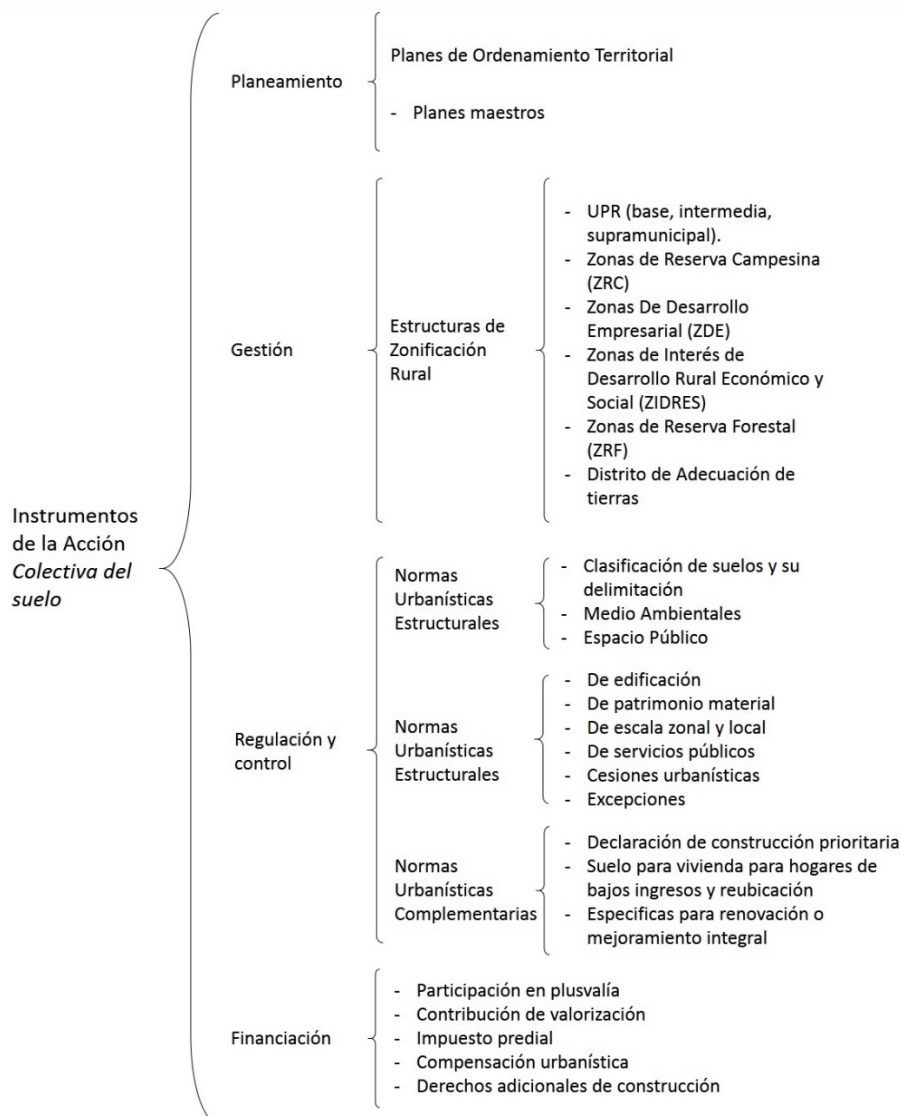 Instrumentos
de la Acción
Colectiva del
suelo
Planeamiento
Planes de Ordenamiento Territorial
- Planes maestros
Gestión
Estructuras de
Zonificación
Rural
- UPR (base, intermedia,
supramunicipal).
- Zonas de Reserva Campesina
(ZRC)
- Zonas De Desarrollo
Empresarial (ZDE)
- Zonas de Interés de
Desarrollo Rural Económico y
Social (ZIDRES)
- Zonas de Reserva Forestal
(ZRF)
- Distrito de Adecuación de
tierras
Regulación y
control
Normas
Urbanísticas
Estructurales
- Clasificación de suelos y su
delimitación
- Medio Ambientales
- Espacio Público
Normas
Urbanísticas
Estructurales
- De edificación
- De patrimonio material
- De escala zonal y local
- De servicios públicos
- Cesiones urbanísticas
- Excepciones
Normas
Urbanísticas
Complementarias
- Declaración de construcción prioritaria
- Suelo para vivienda para hogares de
bajos ingresos y reubicación
- Especificas para renovación o
mejoramiento integral
Financiación
- Participación en plusvalía
- Contribución de valorización
- Impuesto predial
- Compensación urbanística
- Derechos adicionales de construcción